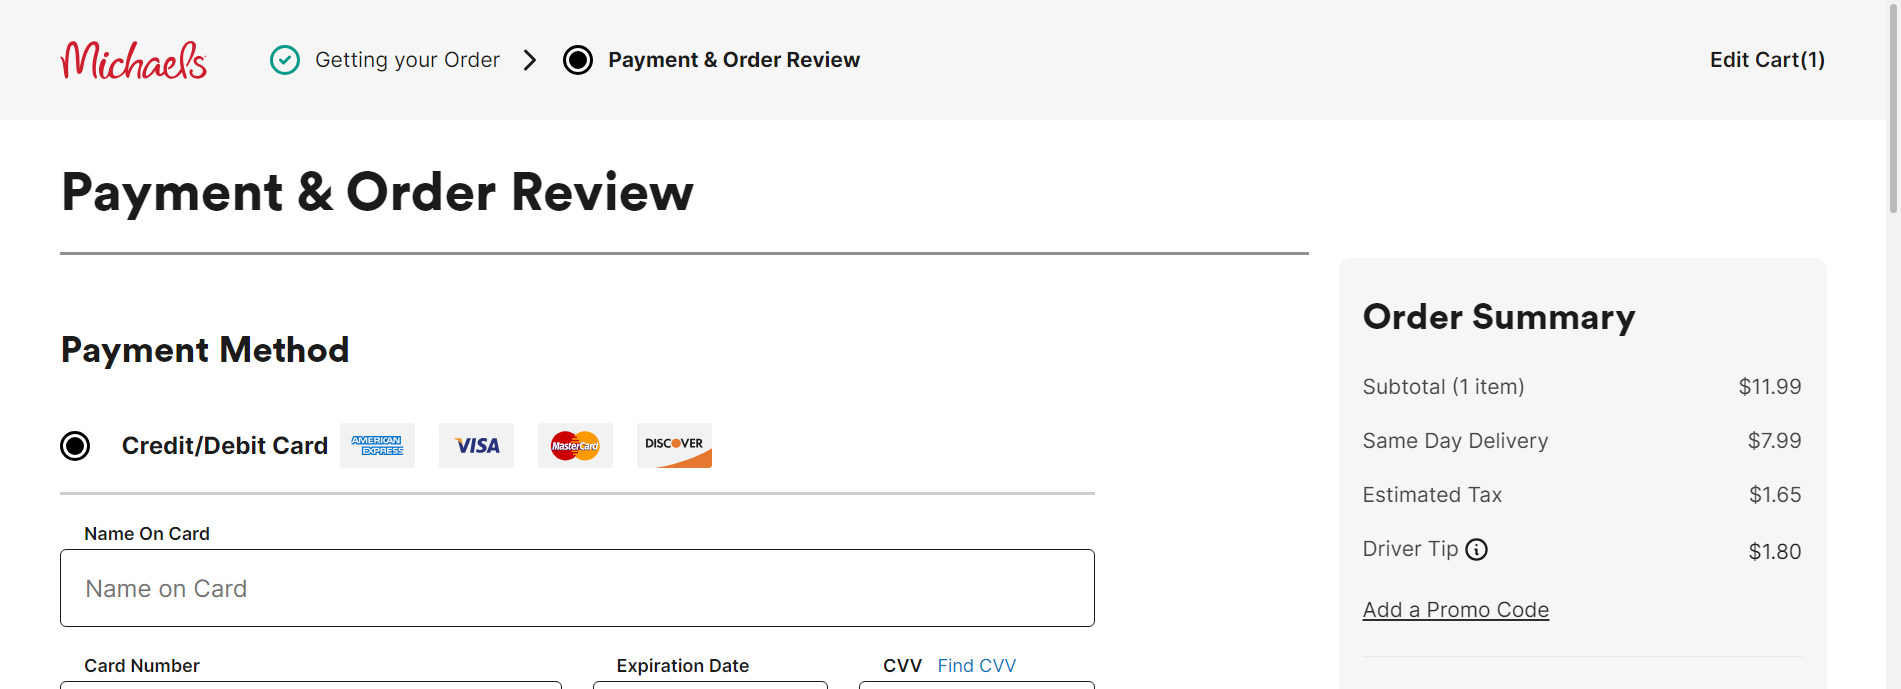 Michaels
Getting your Order
Payment & Order Review
Edit Cart(1)
Payment & Order Review
Payment Method
Credit/Debit Card
AMERICAN EXPRESS
VISA
MasterCard
DISCOVER
Name On Card
Name on Card
Card Number
Expiration Date
CVV Find CVV
Order Summary
Subtotal (1 item) $11.99
Same Day Delivery $7.99
Estimated Tax $1.65
Driver Tip $1.80
Add a Promo Code